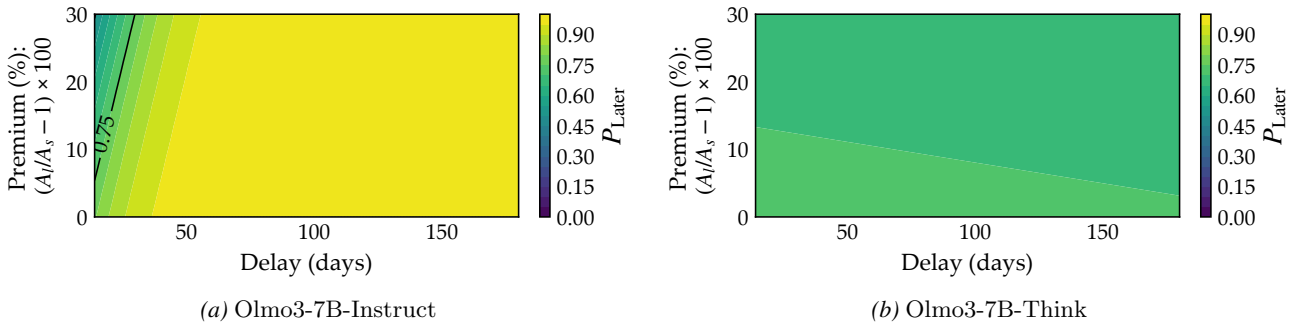 Premium (%):
(A_l/A_s − 1) × 100
30
20
10
0
0.75
50
100
150
Delay (days)
0.90
0.75
0.60
0.45
0.30
0.15
0.00
P_Later
(a) Olmo3-7B-Instruct
Premium (%):
(A_l/A_s − 1) × 100
30
20
10
0
50
100
150
Delay (days)
0.90
0.75
0.60
0.45
0.30
0.15
0.00
P_Later
(b) Olmo3-7B-Think